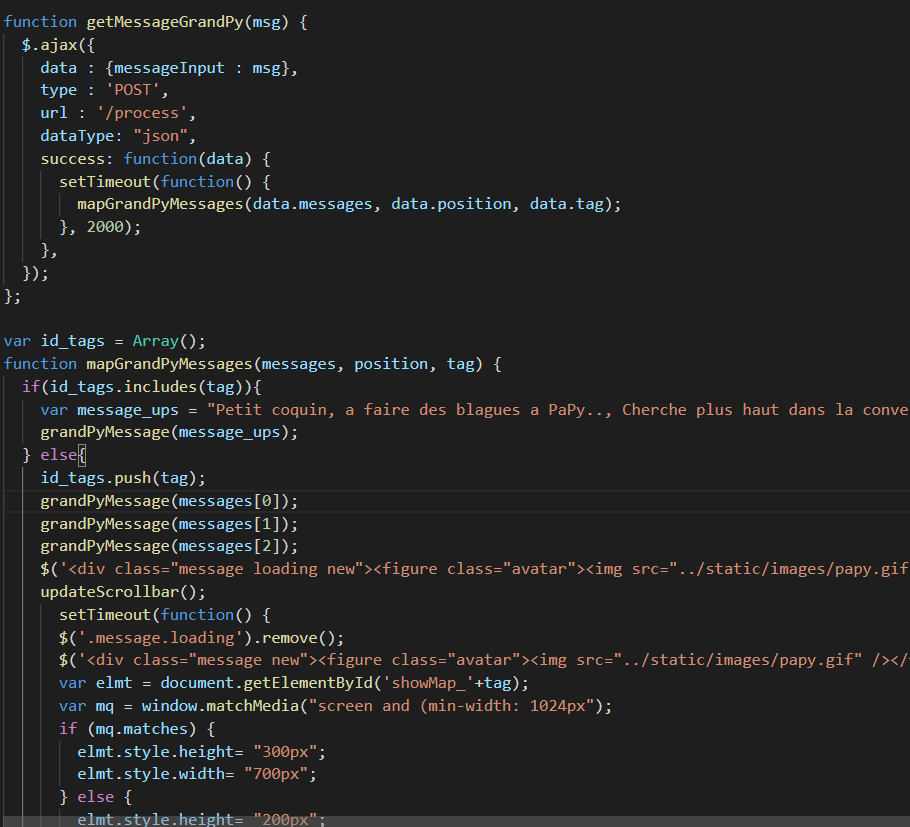 function getMessageGrandPy(msg) {
$.ajax({
data : {messageInput : msg},
type : 'POST',
url : '/process',
dataType: "json",
success: function(data) {
setTimeout(function() {
mapGrandPyMessages(data.messages, data.position, data.tag);
}, 2000);
},
});
};
var id_tags = Array();
function mapGrandPyMessages(messages, position, tag) {
if(id_tags.includes(tag)){
var message_ups = "Petit coquin, a faire des blagues a PaPy.., Cherche plus haut dans la conve
grandPyMessage(message_ups);
} else{
id_tags.push(tag);
grandPyMessage(messages[0]);
grandPyMessage(messages[1]);
grandPyMessage(messages[2]);
$('<div class="message loading new"><figure class="avatar"><img src="../static/images/papy.gif
updateScrollbar();
setTimeout(function() {
$('.message.loading').remove();
$('<div class="message new"><figure class="avatar"><img src="../static/images/papy.gif" /></
var elmt = document.getElementById('showMap_'+tag);
var mq = window.matchMedia("screen and (min-width: 1024px");
if (mq.matches) {
elmt.style.height= "300px";
elmt.style.width= "700px";
} else {
elmt.style.height= "200px";